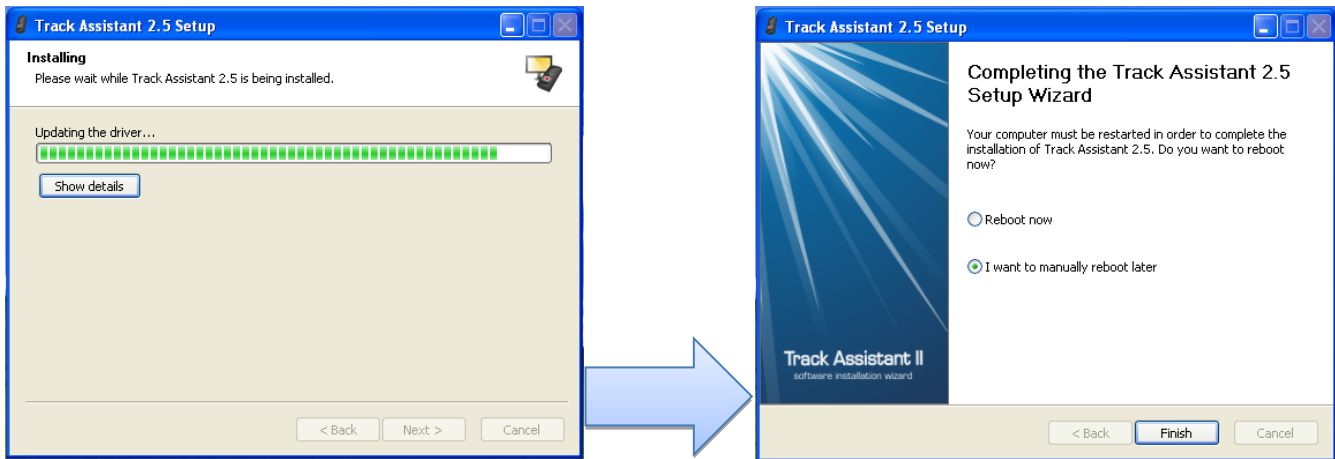 Track Assistant 2.5 Setup
Installing
Please wait while Track Assistant 2.5 is being installed.
Updating the driver...
Show details
< Back
Next >
Cancel
Track Assistant 2.5 Setup
Completing the Track Assistant 2.5
Setup Wizard
Your computer must be restarted in order to complete the
installation of Track Assistant 2.5. Do you want to reboot
now?
Reboot now
I want to manually reboot later
Track Assistant II
software installation wizard
< Back
Finish
Cancel